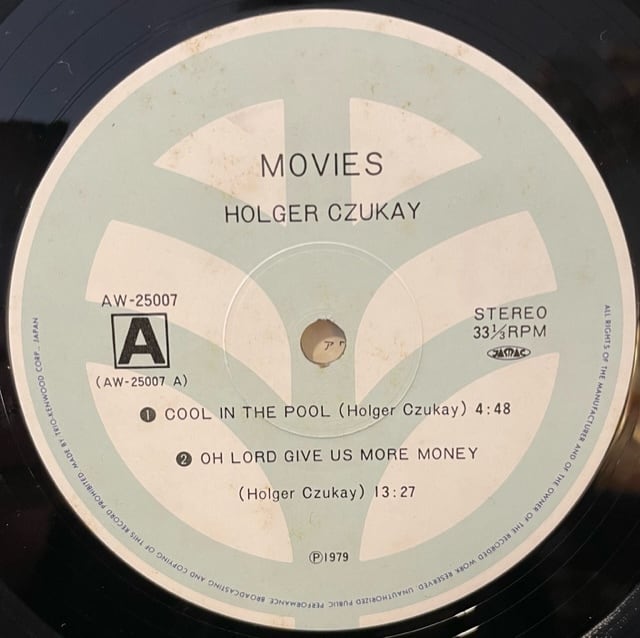 MOVIES
HOLGER CZUKAY
AW-25007
A
(AW-25007 A)
STEREO
33⅓RPM
JASRAC
❶ COOL IN THE POOL (Holger Czukay) 4:48
❷ OH LORD GIVE US MORE MONEY
(Holger Czukay) 13:27
Ⓟ1979
ALL RIGHTS OF THE MANUFACTURER AND OF THE OWNER OF THE RECORDED WORK RESERVED. UNAUTHORIZED PUBLIC PERFORMANCE, BROADCASTING AND COPYING OF THIS RECORD PROHIBITED. MADE BY TRIO-KENWOOD CORP., JAPAN